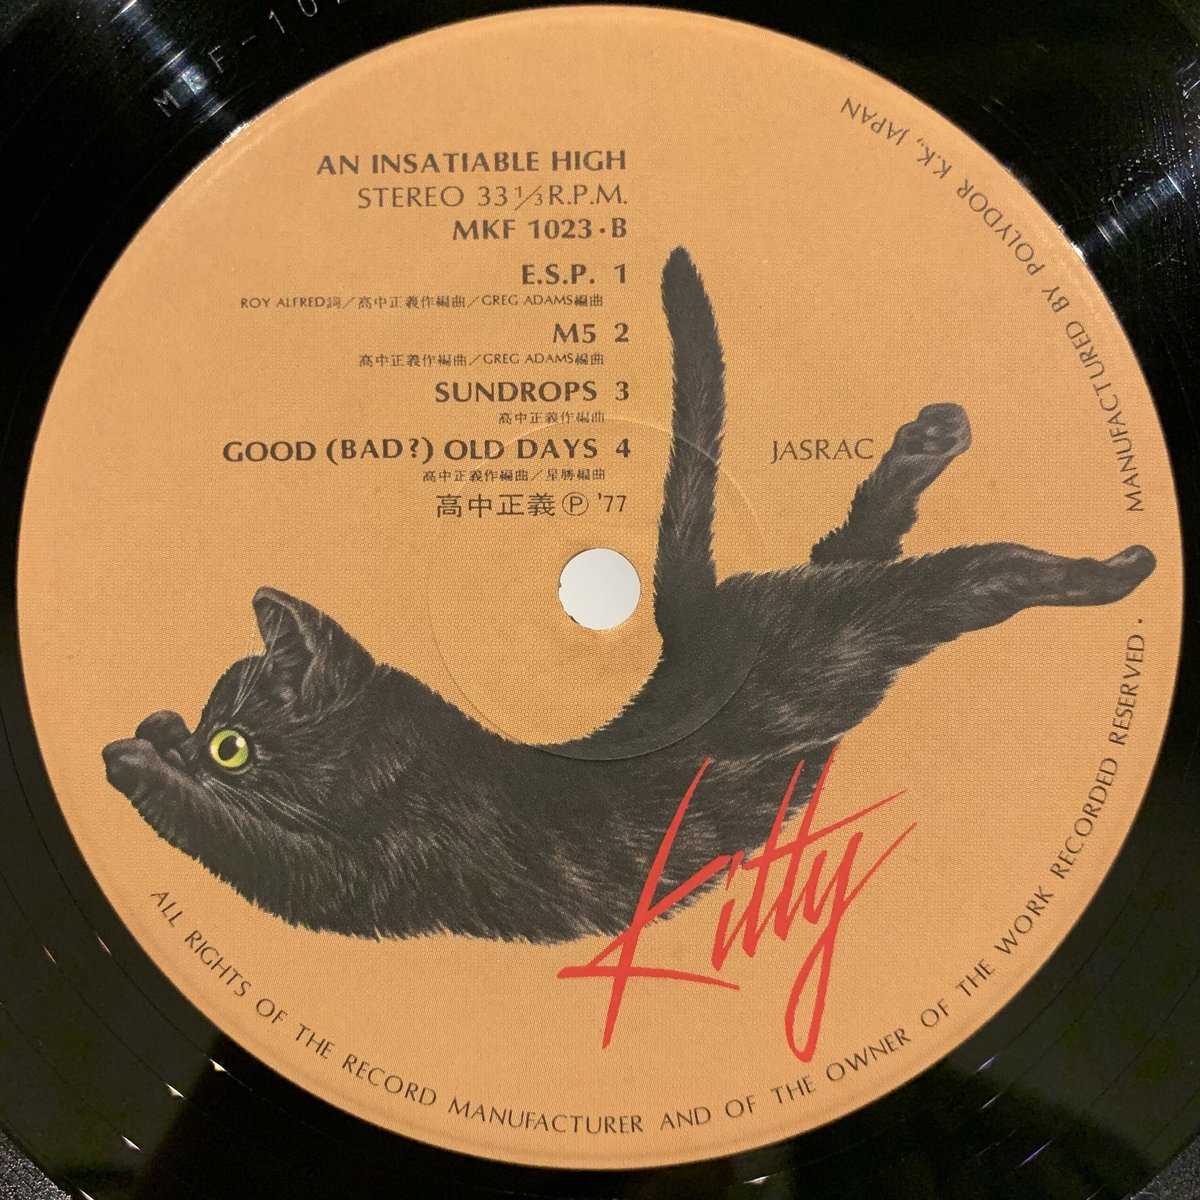 MKF-10
AN INSATIABLE HIGH
STEREO 33 1/3 R.P.M.
MKF 1023・B
E.S.P. 1
ROY ALFRED詞／高中正義作編曲／GREG ADAMS編曲
M5 2
高中正義作編曲／GREG ADAMS編曲
SUNDROPS 3
高中正義作編曲
GOOD (BAD?) OLD DAYS 4
高中正義作編曲／星勝編曲
高中正義 Ⓟ '77
JASRAC
Kitty
MANUFACTURED BY POLYDOR K.K., JAPAN
ALL RIGHTS OF THE RECORD MANUFACTURER AND OF THE OWNER OF THE WORK RECORDED RESERVED.